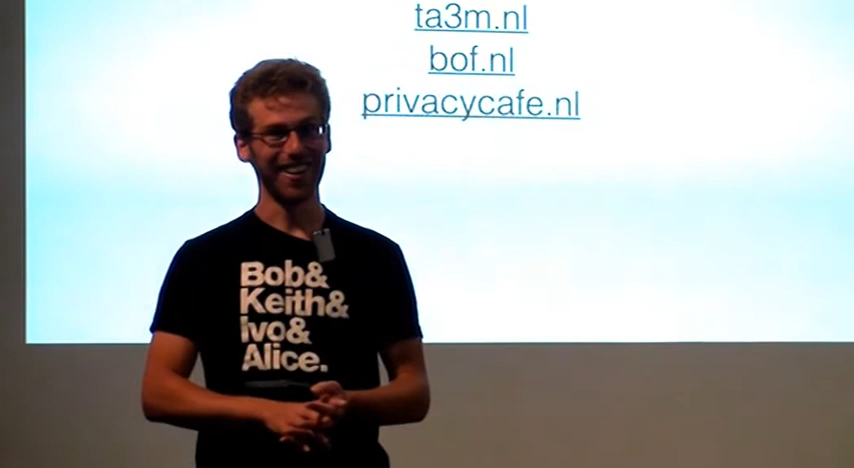 ta3m.nl
bof.nl
privacycafe.nl
Bob&
Keith&
Ivo&
Alice.